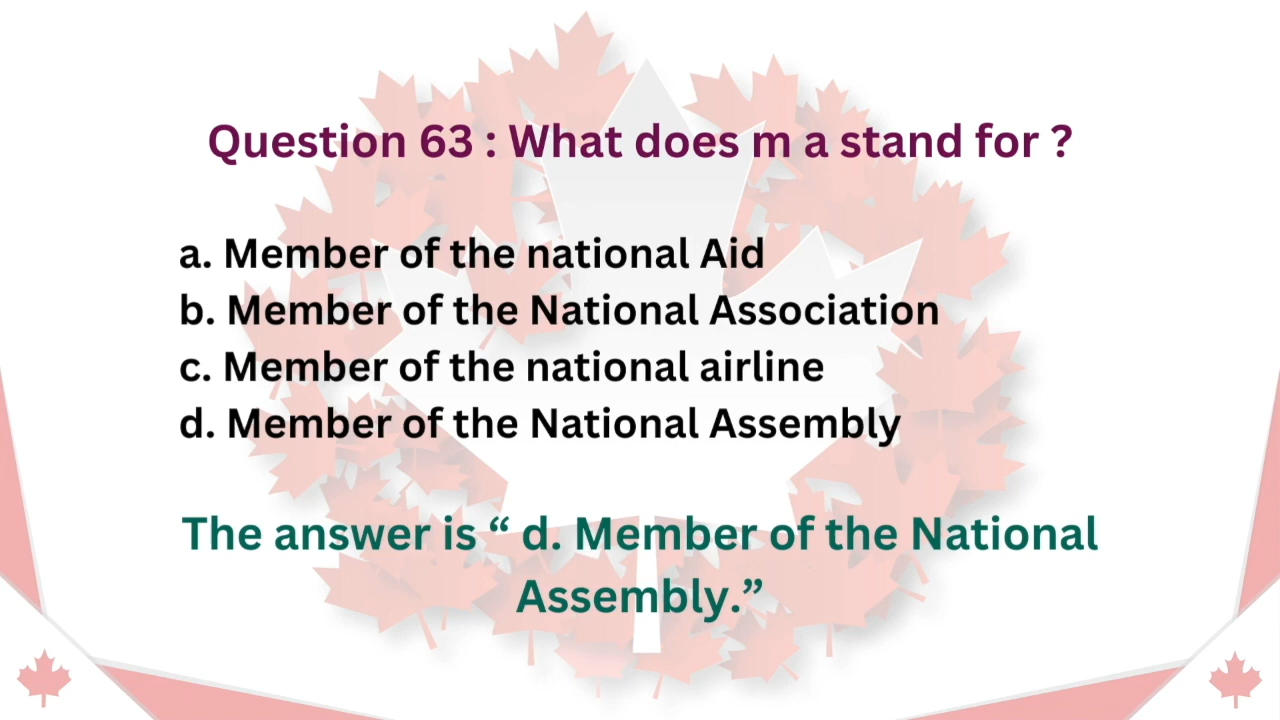 Question 63 : What does m a stand for ?
a. Member of the national Aid
b. Member of the National Association
c. Member of the national airline
d. Member of the National Assembly
The answer is “ d. Member of the National
Assembly.”